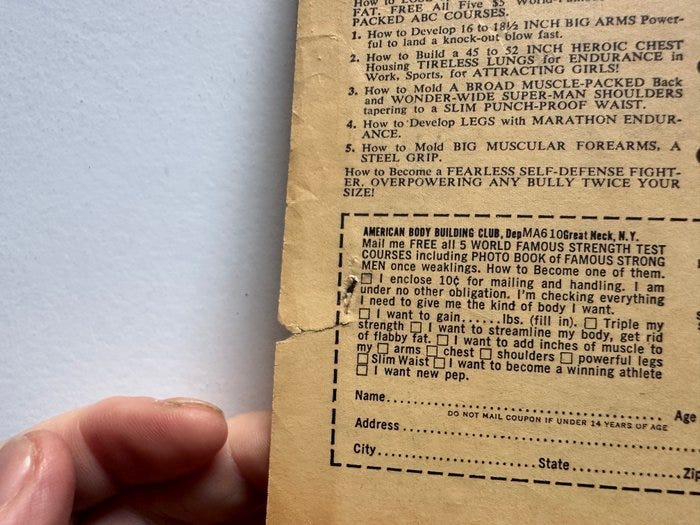 How to
FAT. FREE All Five $5 World-
PACKED ABC COURSES.
1. How to Develop 16 to 18½ INCH BIG ARMS Power-
ful to land a knock-out blow fast.
2. How to Build a 45 to 52 INCH HEROIC CHEST
Housing TIRELESS LUNGS for ENDURANCE in
Work, Sports, for ATTRACTING GIRLS!
3. How to Mold A BROAD MUSCLE-PACKED Back
and WONDER-WIDE SUPER-MAN SHOULDERS
tapering to a SLIM PUNCH-PROOF WAIST.
4. How to Develop LEGS with MARATHON ENDUR-
ANCE.
5. How to Mold BIG MUSCULAR FOREARMS, A
STEEL GRIP.
How to Become a FEARLESS SELF-DEFENSE FIGHT-
ER, OVERPOWERING ANY BULLY TWICE YOUR
SIZE!
AMERICAN BODY BUILDING CLUB, DepMA610Great Neck, N.Y.
Mail me FREE all 5 WORLD FAMOUS STRENGTH TEST
COURSES including PHOTO BOOK of FAMOUS STRONG
MEN once weaklings. How to Become one of them.
☐ I enclose 10¢ for mailing and handling. I am
under no other obligation. I'm checking everything
I need to give me the kind of body I want.
☐ I want to gain......lbs. (fill in). ☐ Triple my
strength ☐ I want to streamline my body, get rid
of flabby fat. ☐ I want to add inches of muscle to
my ☐ arms ☐ chest ☐ shoulders ☐ powerful legs
☐ Slim Waist ☐ I want to become a winning athlete
☐ I want new pep.
Name.......................................................... Age
DO NOT MAIL COUPON IF UNDER 14 YEARS OF AGE
Address..........................................................
City..............................State....................Zip